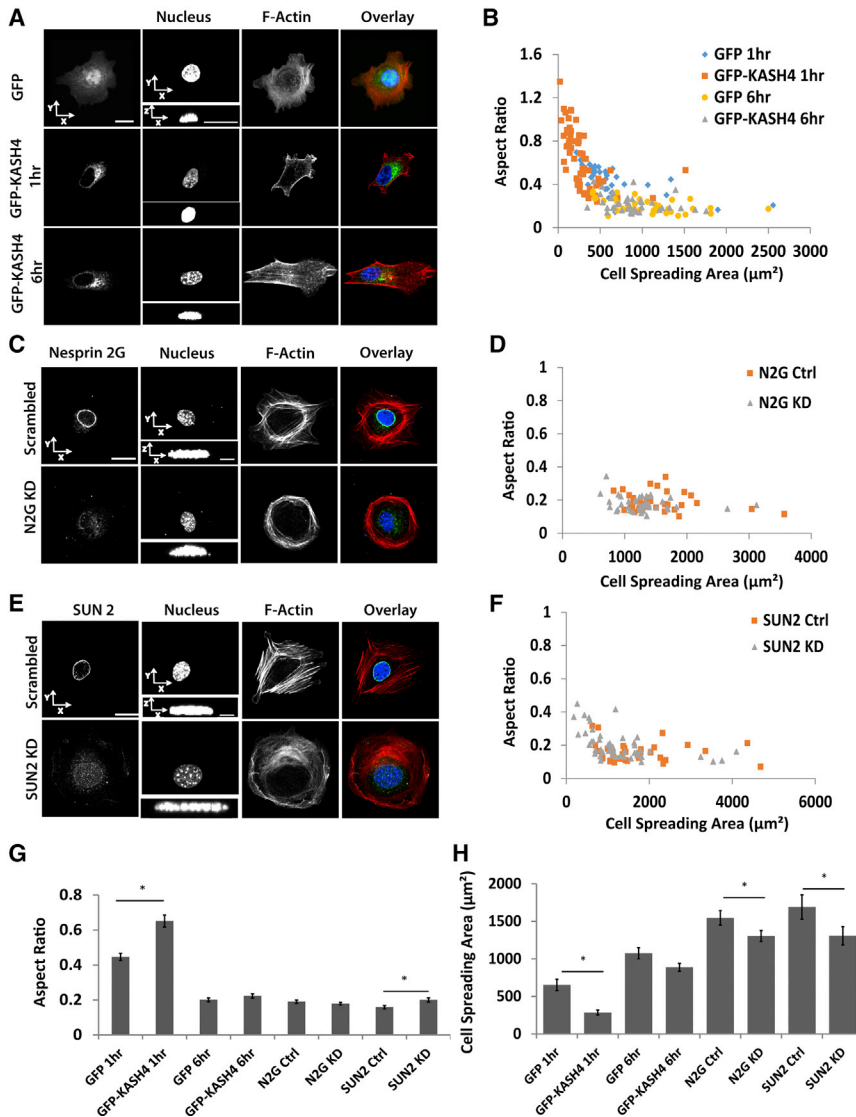 A
Nucleus F-Actin Overlay
GFP
Y
X
Z
X
Y
X
GFP-KASH4
1hr
GFP-KASH4
6hr
B
1.6
1.2
0.8
0.4
0
0 500 1000 1500 2000 2500 3000
Aspect Ratio
Cell Spreading Area (µm²)
GFP 1hr
GFP-KASH4 1hr
GFP 6hr
GFP-KASH4 6hr
C
Nesprin 2G Nucleus F-Actin Overlay
Scrambled
Y
X
Y
X
Z
X
N2G KD
D
1
0.8
0.6
0.4
0.2
0
0 1000 2000 3000 4000
Aspect Ratio
Cell Spreading Area (µm²)
N2G Ctrl
N2G KD
E
SUN 2 Nucleus F-Actin Overlay
Scrambled
Y
X
Y
X
Z
X
SUN2 KD
F
1
0.8
0.6
0.4
0.2
0
0 2000 4000 6000
Aspect Ratio
Cell Spreading Area (µm²)
SUN2 Ctrl
SUN2 KD
G
0.8
0.6
0.4
0.2
0
Aspect Ratio
*
*
GFP 1hr
GFP-KASH4 1hr
GFP 6hr
GFP-KASH4 6hr
N2G Ctrl
N2G KD
SUN2 Ctrl
SUN2 KD
H
2000
1500
1000
500
0
Cell Spreading Area (µm²)
*
*
*
GFP 1hr
GFP-KASH4 1hr
GFP 6hr
GFP-KASH4 6hr
N2G Ctrl
N2G KD
SUN2 Ctrl
SUN2 KD